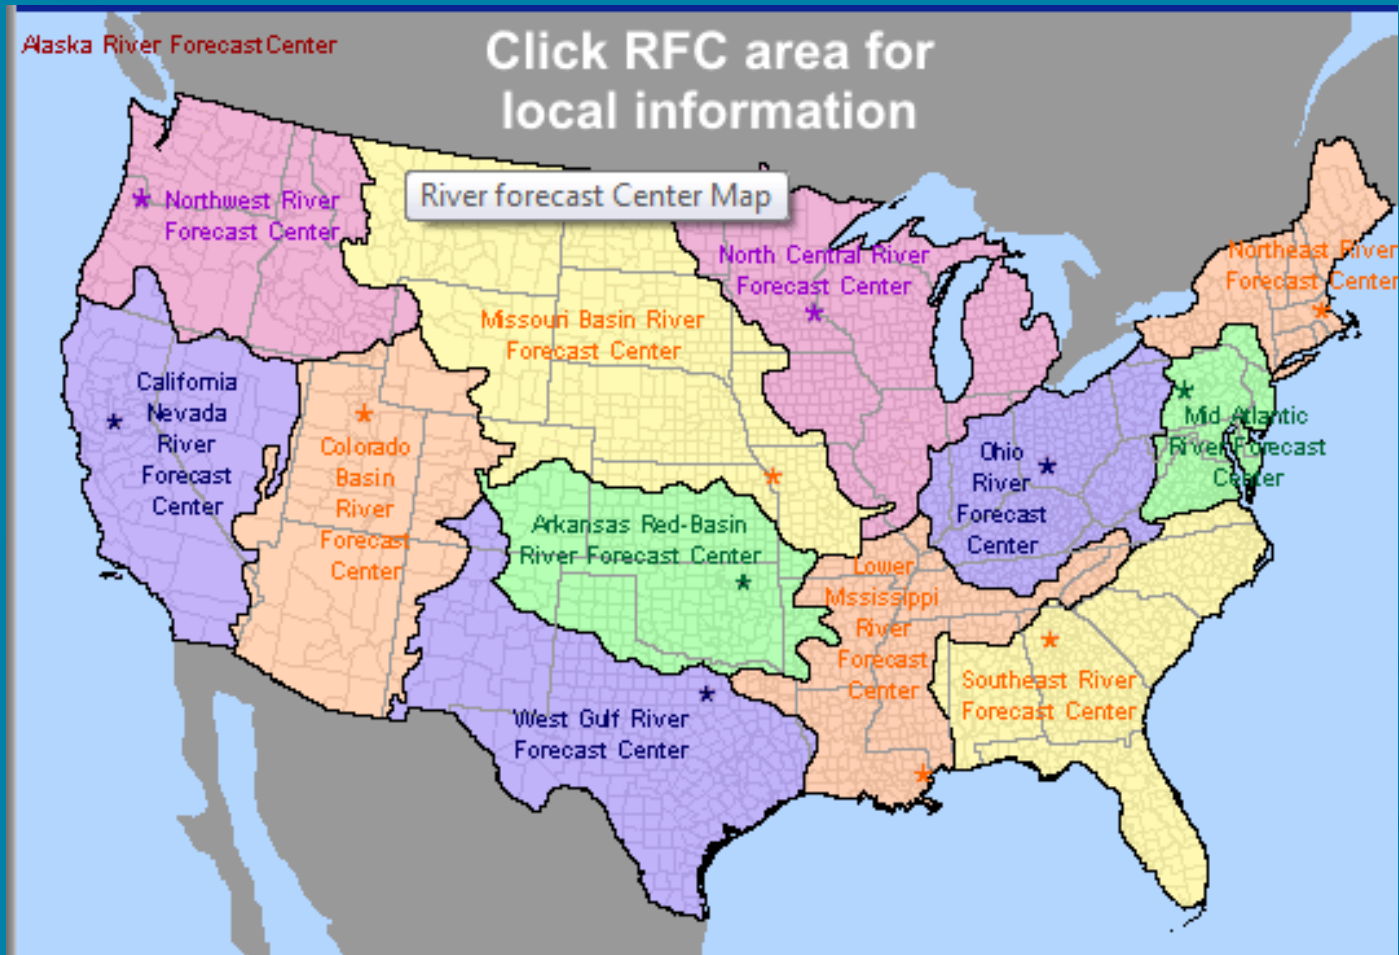 Alaska River Forecast Center
Click RFC area for
local information
River forecast Center Map
Northwest River
Forecast Center
North Central River
Forecast Center
Northeast River
Forecast Center
Missouri Basin River
Forecast Center
California
Nevada
River
Forecast
Center
Colorado
Basin
River
Forecast
Center
Ohio
River
Forecast
Center
Mid Atlantic
River Forecast
Center
Arkansas Red-Basin
River Forecast Center
Lower
Mississippi
River
Forecast
Center
Southeast River
Forecast Center
West Gulf River
Forecast Center